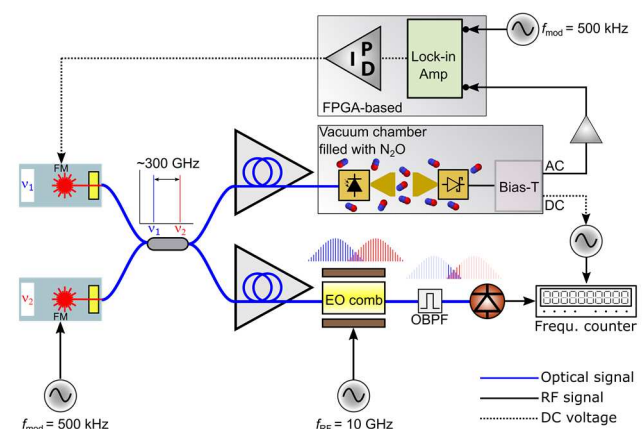 f_mod = 500 kHz
I P D
Lock-in
Amp
FPGA-based
Vacuum chamber
filled with N₂O
AC
Bias-T
DC
FM
ν₁
~300 GHz
ν₁ ν₂
ν₂
FM
EO comb
OBPF
Frequ. counter
Optical signal
RF signal
DC voltage
f_mod = 500 kHz
f_RF = 10 GHz